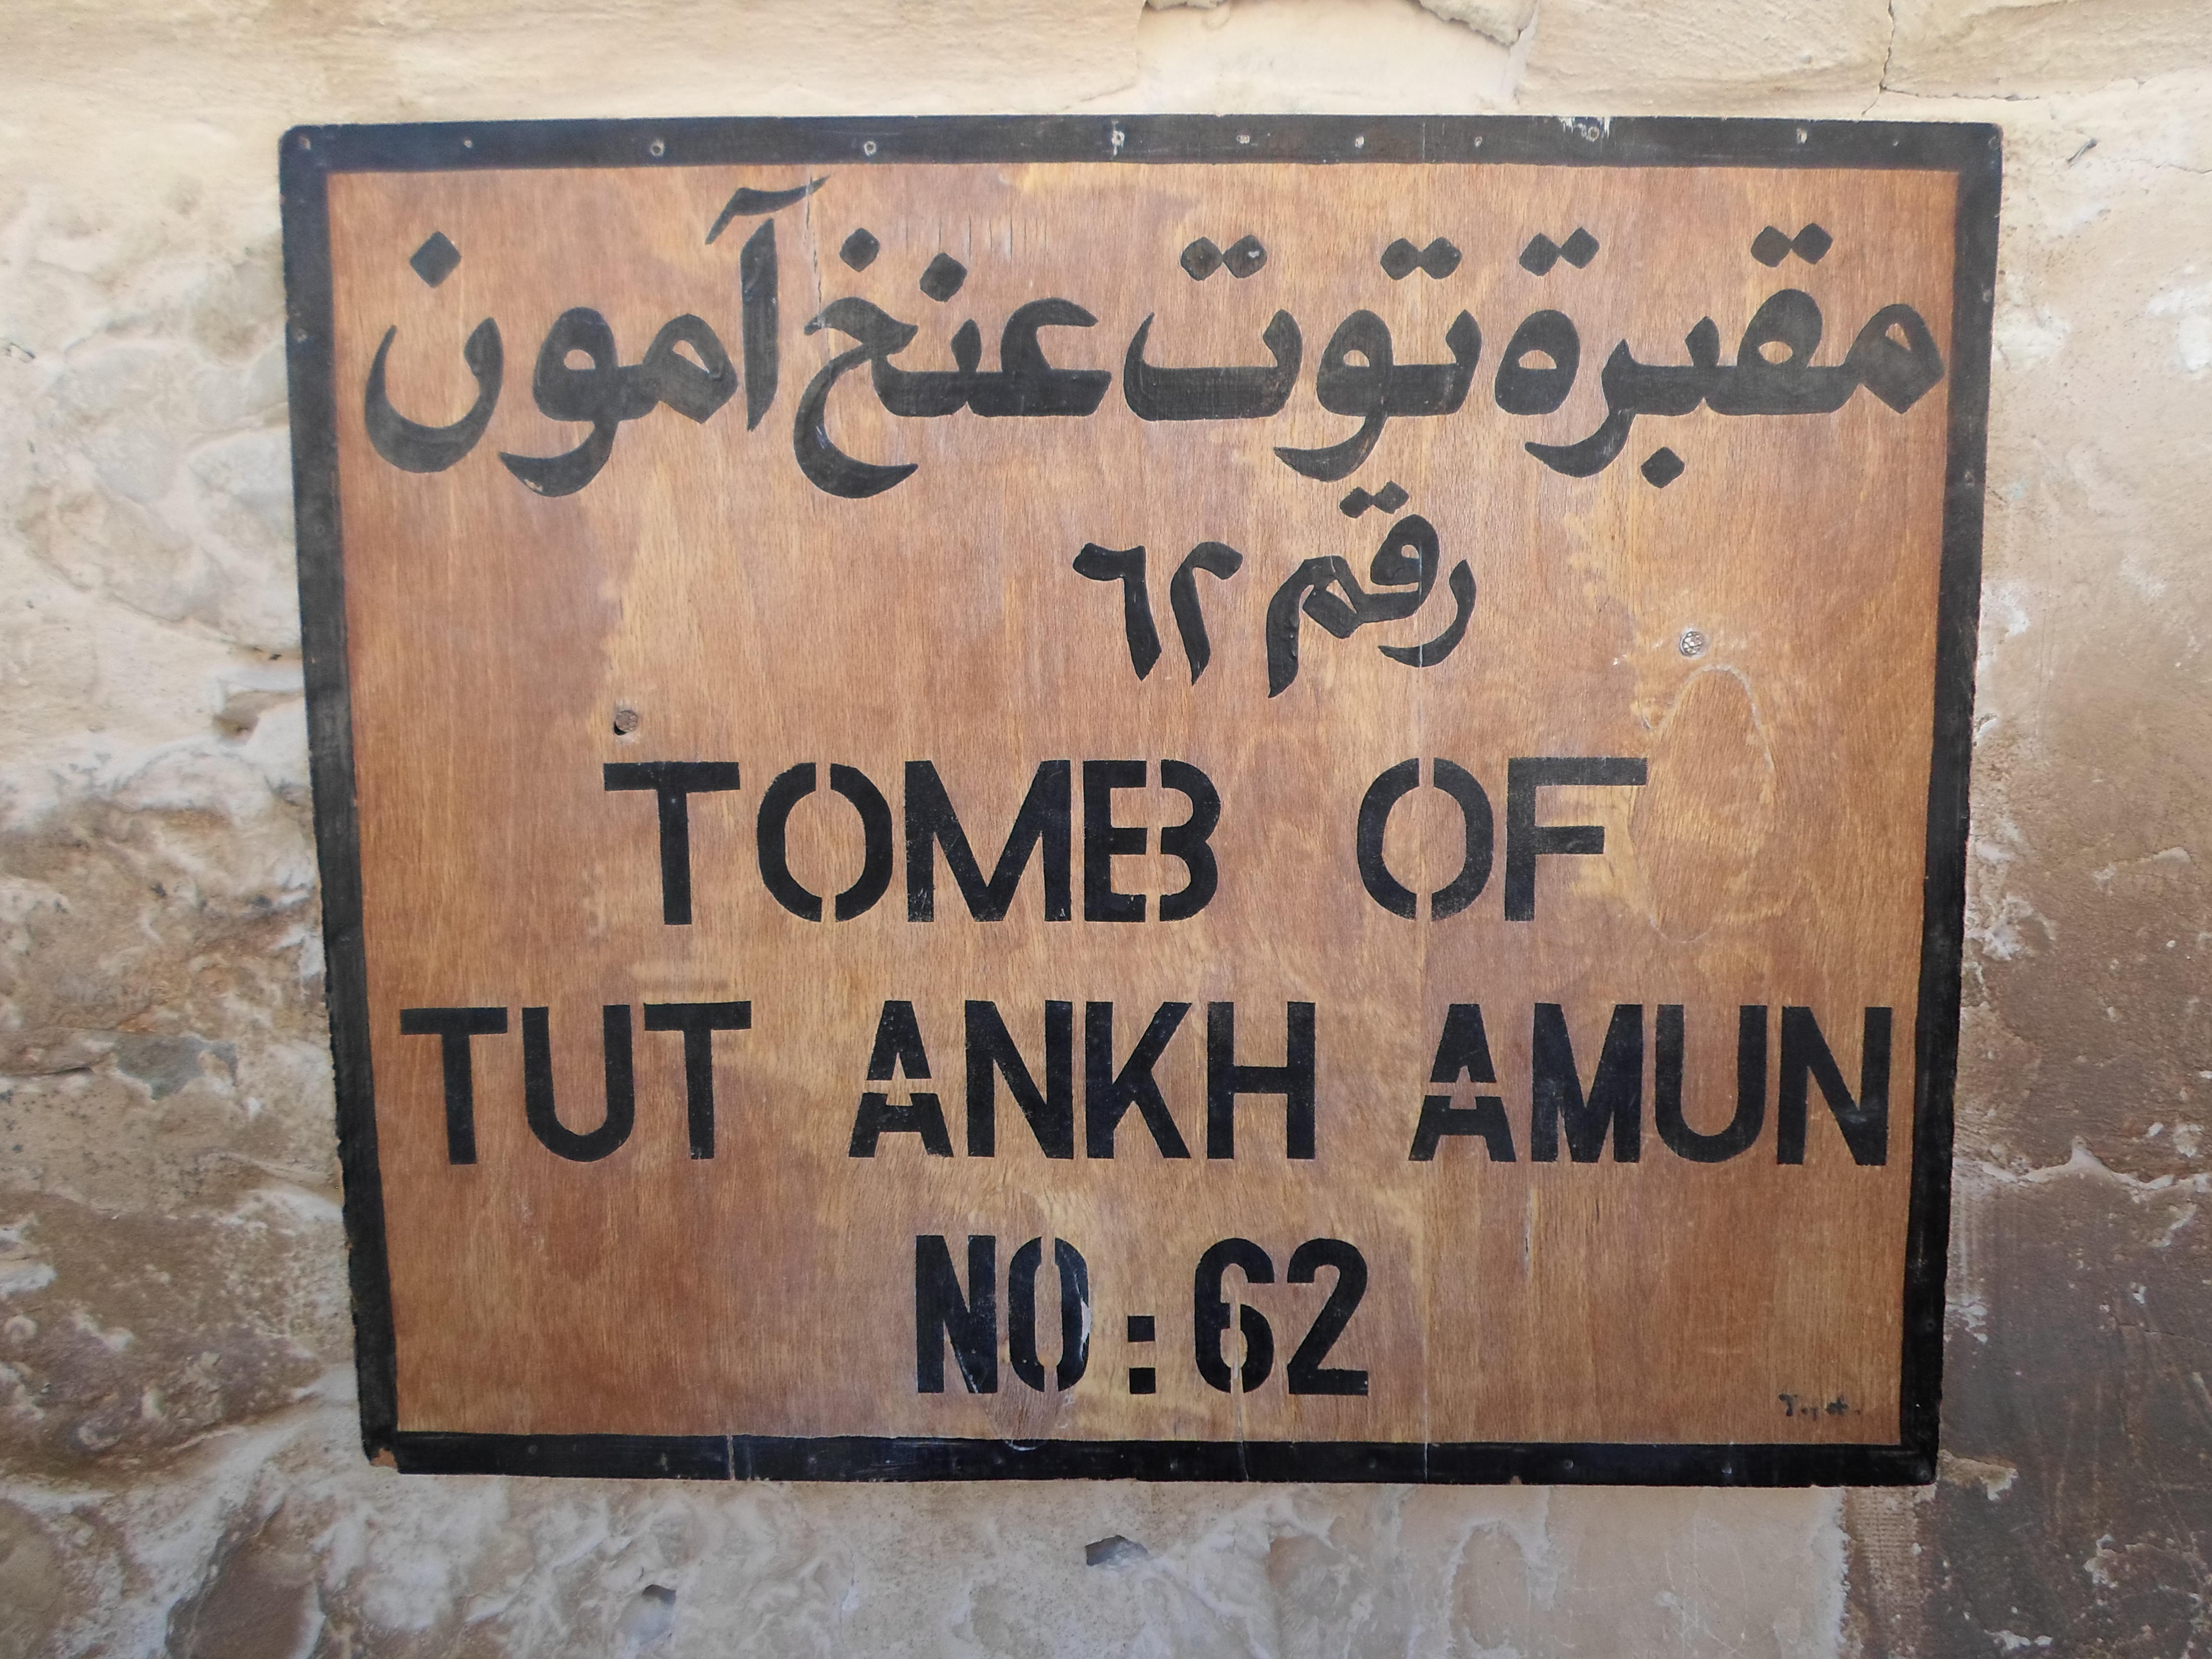 مقبرة توت عنخ آمون
رقم ٦٢
TOMB OF
TUT ANKH AMUN
NO:62